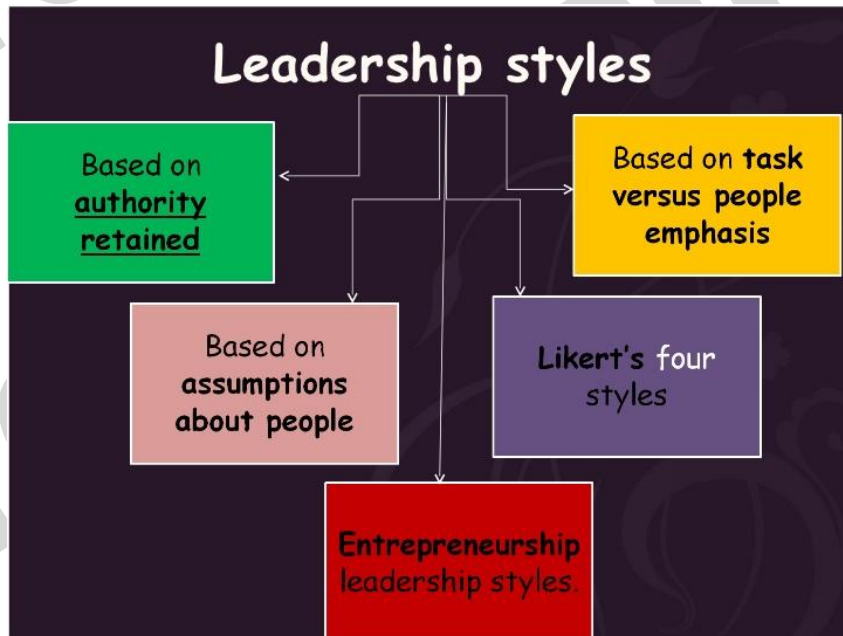 Leadership styles
Based on
authority
retained
Based on task
versus people
emphasis
Based on
assumptions
about people
Likert's four
styles
Entrepreneurship
leadership styles.